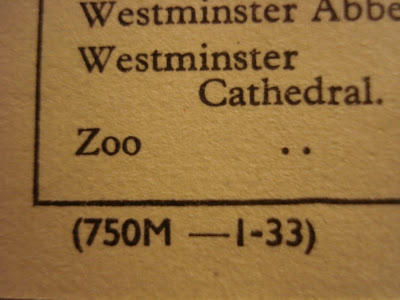 Westminster Abbe
Westminster
Cathedral.
Zoo ..
(750M —1-33)